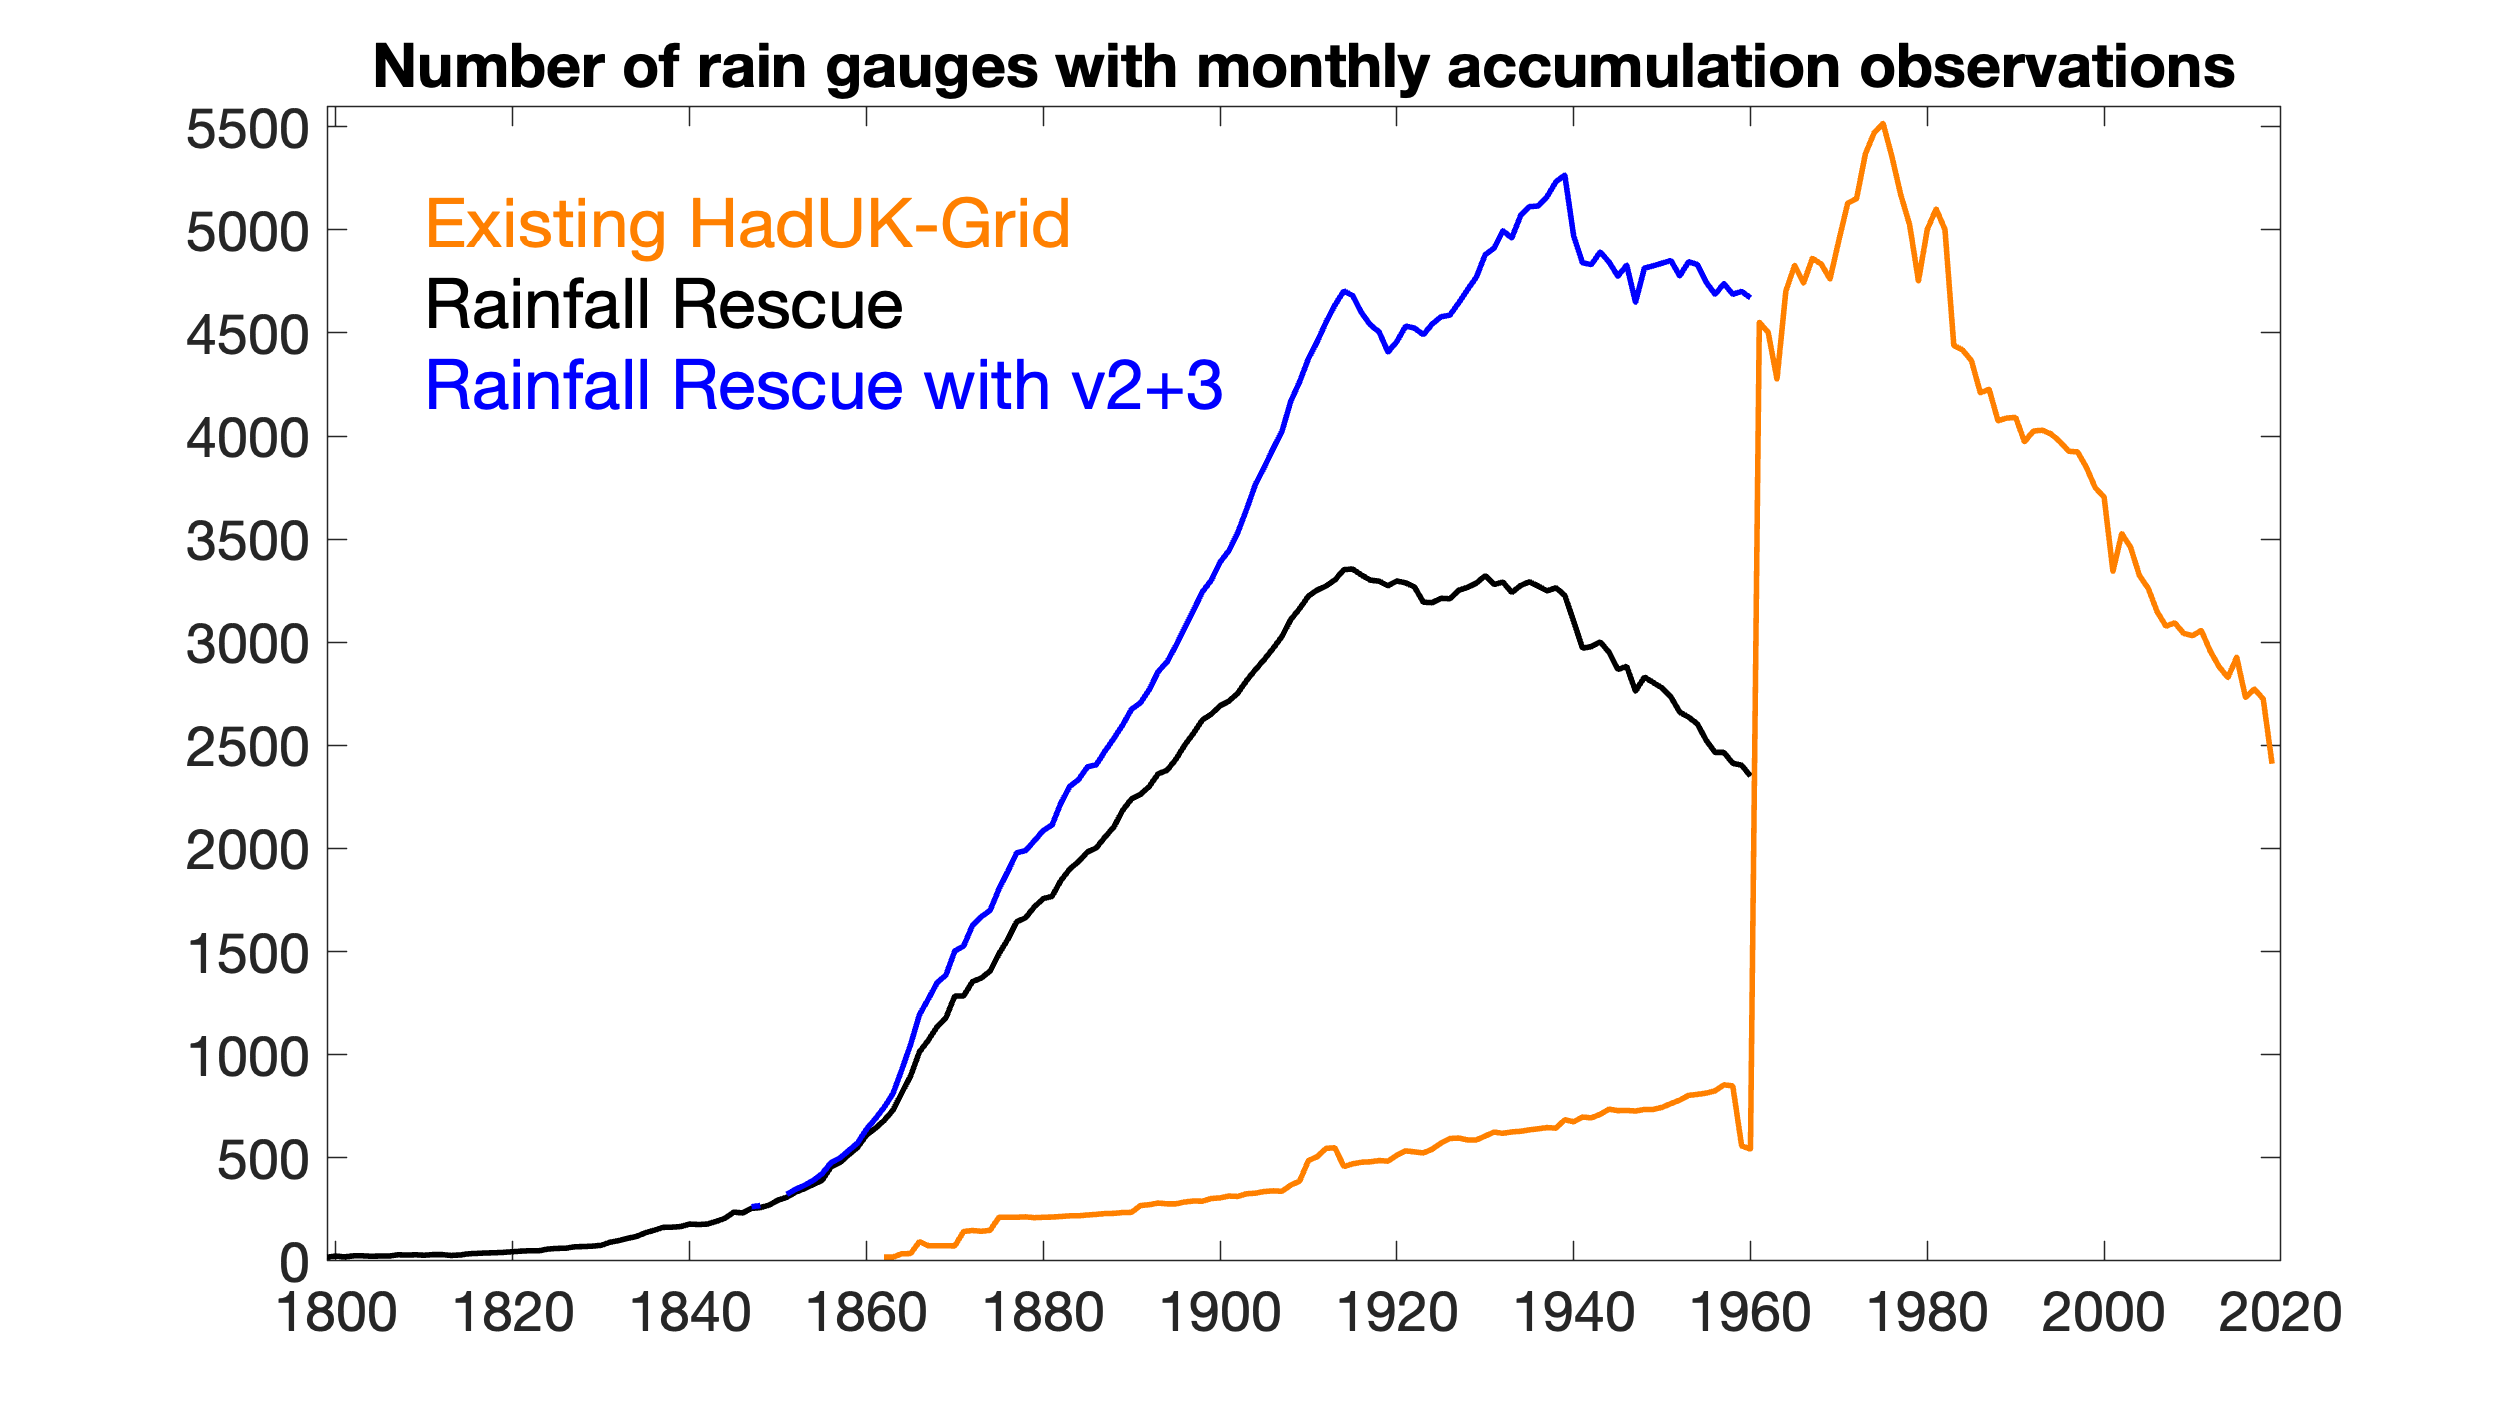 Number of rain gauges with monthly accumulation observations
5500
5000
4500
4000
3500
3000
2500
2000
1500
1000
500
0
Existing HadUK-Grid
Rainfall Rescue
Rainfall Rescue with v2+3
1800 1820 1840 1860 1880 1900 1920 1940 1960 1980 2000 2020